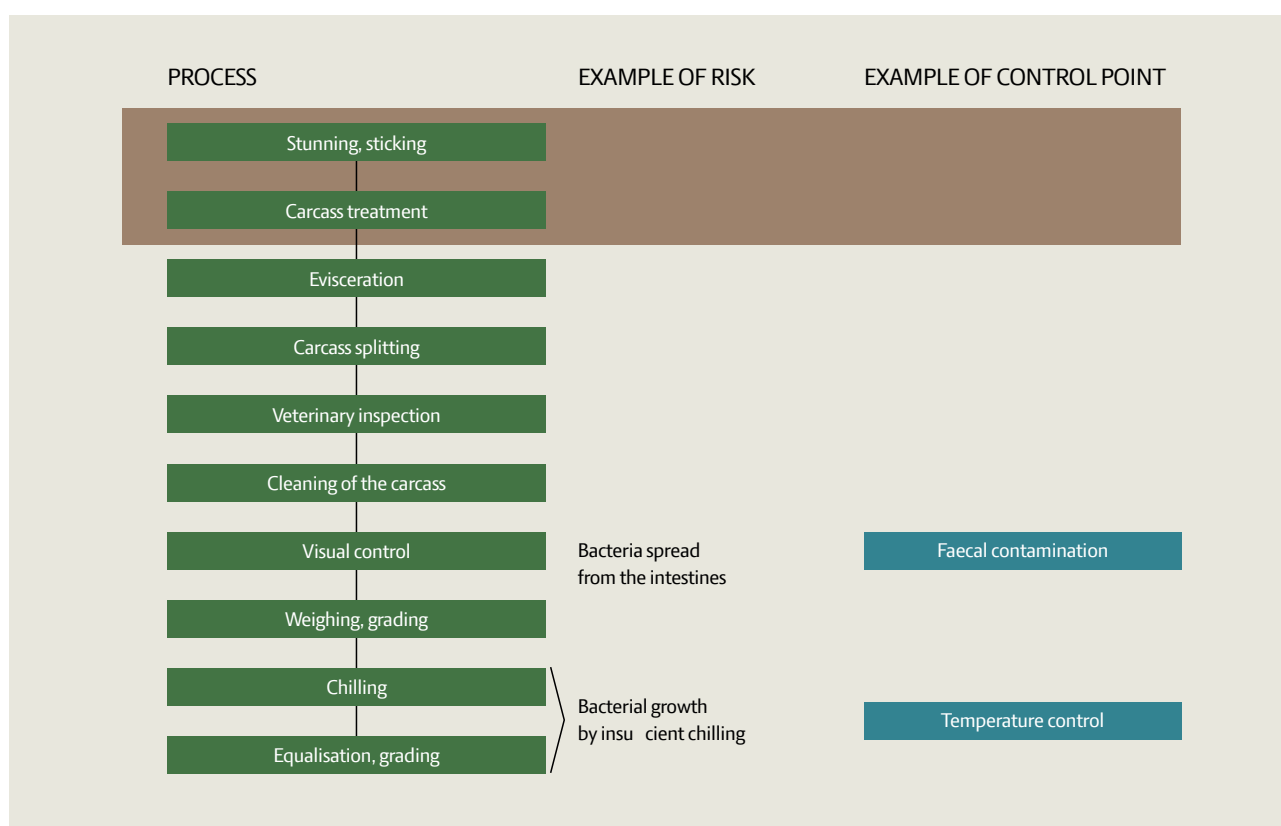 PROCESS
EXAMPLE OF RISK
EXAMPLE OF CONTROL POINT
Stunning, sticking
Carcass treatment
Evisceration
Carcass splitting
Veterinary inspection
Cleaning of the carcass
Visual control
Bacteria spread
from the intestines
Faecal contamination
Weighing, grading
Chilling
Bacterial growth
by insu cient chilling
Temperature control
Equalisation, grading